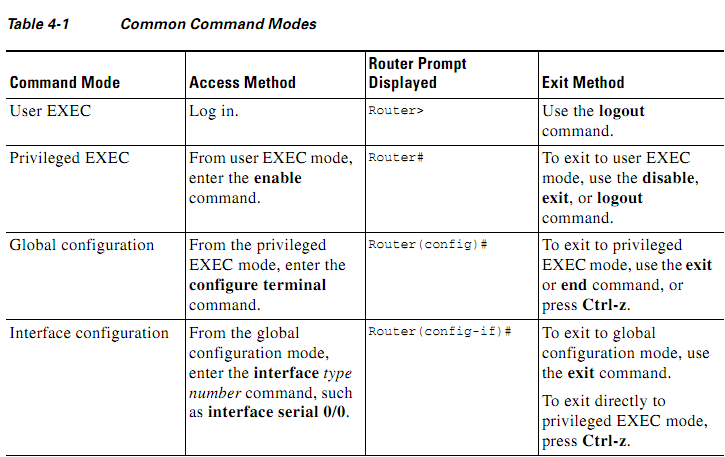 Table 4-1 Common Command Modes
Command Mode
Access Method
Router Prompt
Displayed
Exit Method
User EXEC
Log in.
Router>
Use the logout
command.
Privileged EXEC
From user EXEC mode,
enter the enable
command.
Router#
To exit to user EXEC
mode, use the disable,
exit, or logout
command.
Global configuration
From the privileged
EXEC mode, enter the
configure terminal
command.
Router(config)#
To exit to privileged
EXEC mode, use the exit
or end command, or
press Ctrl-z.
Interface configuration
From the global
configuration mode,
enter the interface type
number command, such
as interface serial 0/0.
Router(config-if)#
To exit to global
configuration mode, use
the exit command.
To exit directly to
privileged EXEC mode,
press Ctrl-z.